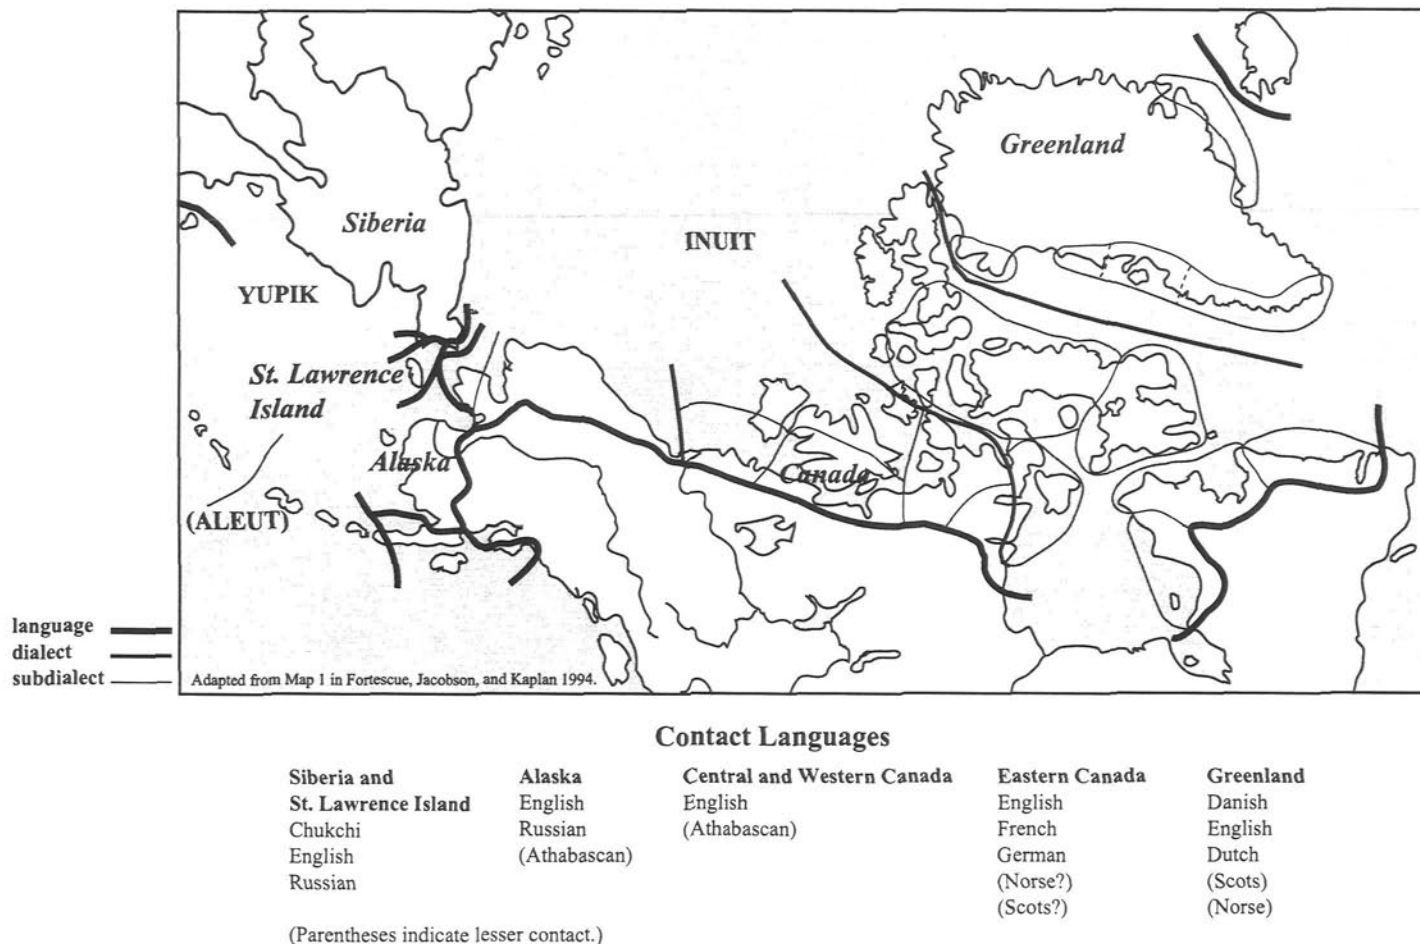 Greenland
Siberia
INUIT
YUPIK
St. Lawrence
Island
Alaska
Canada
(ALEUT)
language
dialect
subdialect
Adapted from Map 1 in Fortescue, Jacobson, and Kaplan 1994.
Contact Languages
Siberia and
St. Lawrence Island
Chukchi
English
Russian
Alaska
English
Russian
(Athabascan)
Central and Western Canada
English
(Athabascan)
Eastern Canada
English
French
German
(Norse?)
(Scots?)
Greenland
Danish
English
Dutch
(Scots)
(Norse)
(Parentheses indicate lesser contact.)